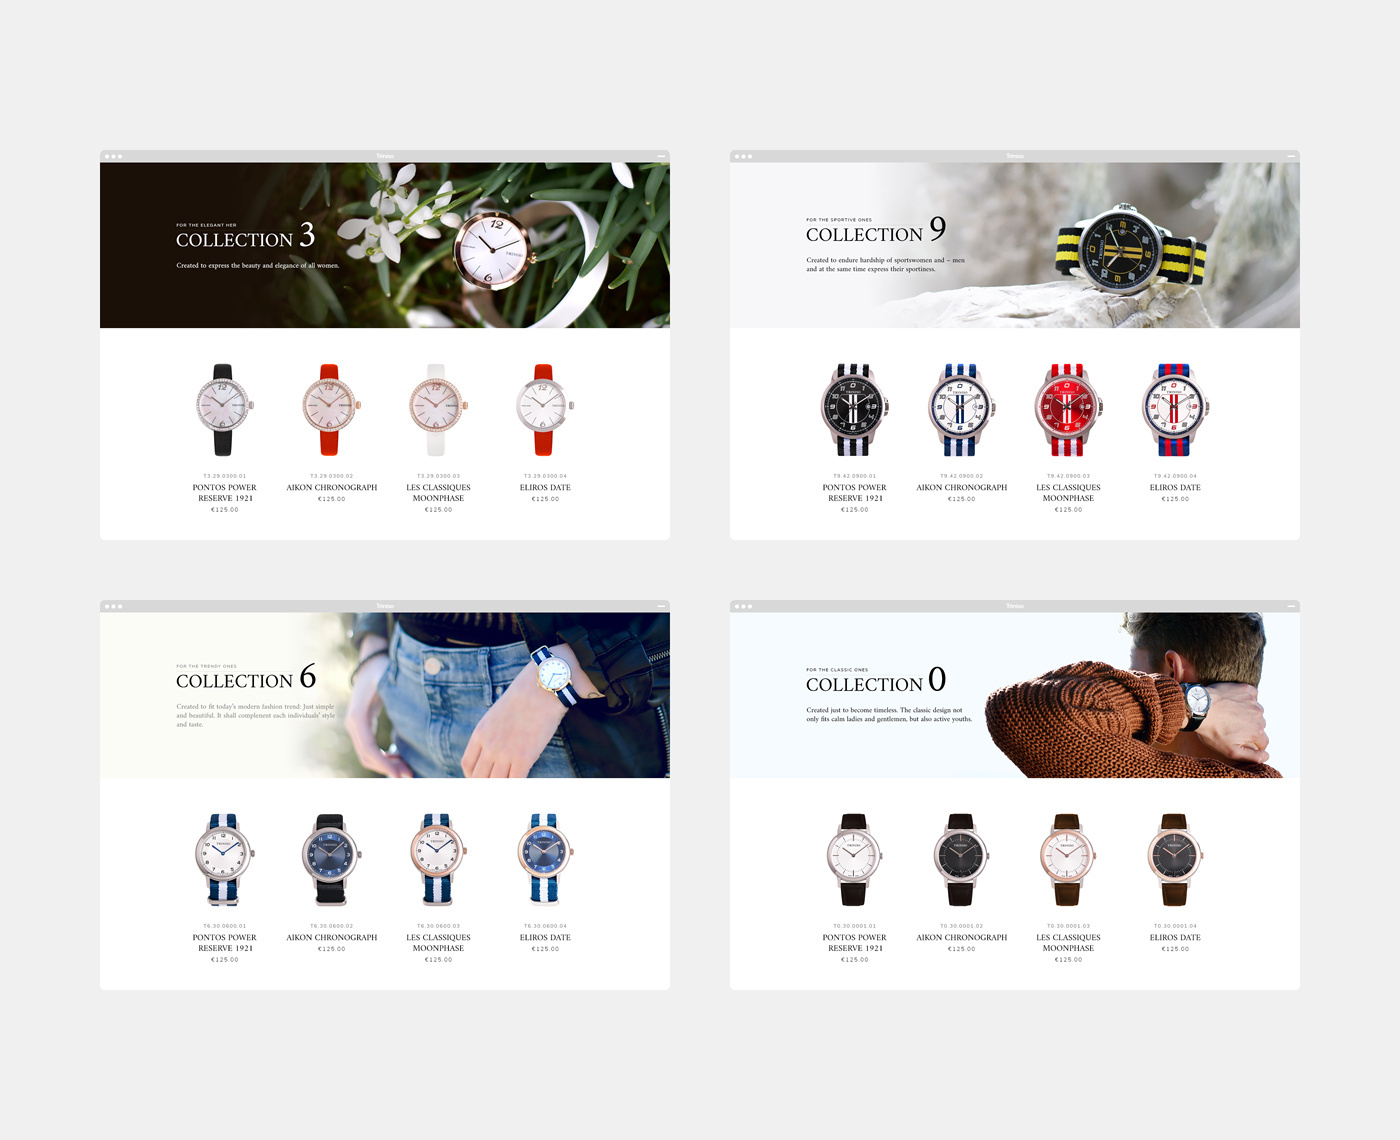 Trendsi
FOR THE ELEGANT HER
COLLECTION 3
Created to express the beauty and elegance of all women.
T3.29.0300.01
PONTOS POWER
RESERVE 1921
€125.00
T3.29.0300.02
AIKON CHRONOGRAPH
€125.00
T3.29.0300.03
LES CLASSIQUES
MOONPHASE
€125.00
T3.29.0300.04
ELIROS DATE
€125.00
FOR THE SPORTIVE ONES
COLLECTION 9
Created to endure hardship of sportswomen and – men
and at the same time express their sportiness.
T9.42.0900.01
PONTOS POWER
RESERVE 1921
€125.00
T9.42.0900.02
AIKON CHRONOGRAPH
€125.00
T9.42.0900.03
LES CLASSIQUES
MOONPHASE
€125.00
T9.42.0900.04
ELIROS DATE
€125.00
FOR THE TRENDY ONES
COLLECTION 6
Created to fit today's modern fashion trend: Just simple
and beautiful. It shall complement each individuals' style
and taste.
T6.30.0600.01
PONTOS POWER
RESERVE 1921
€125.00
T6.30.0600.02
AIKON CHRONOGRAPH
€125.00
T6.30.0600.03
LES CLASSIQUES
MOONPHASE
€125.00
T6.30.0600.04
ELIROS DATE
€125.00
FOR THE CLASSIC ONES
COLLECTION 0
Created just to become timeless. The classic design not
only fits calm ladies and gentlemen, but also active youths.
T0.30.0001.01
PONTOS POWER
RESERVE 1921
€125.00
T0.30.0001.02
AIKON CHRONOGRAPH
€125.00
T0.30.0001.03
LES CLASSIQUES
MOONPHASE
€125.00
T0.30.0001.04
ELIROS DATE
€125.00